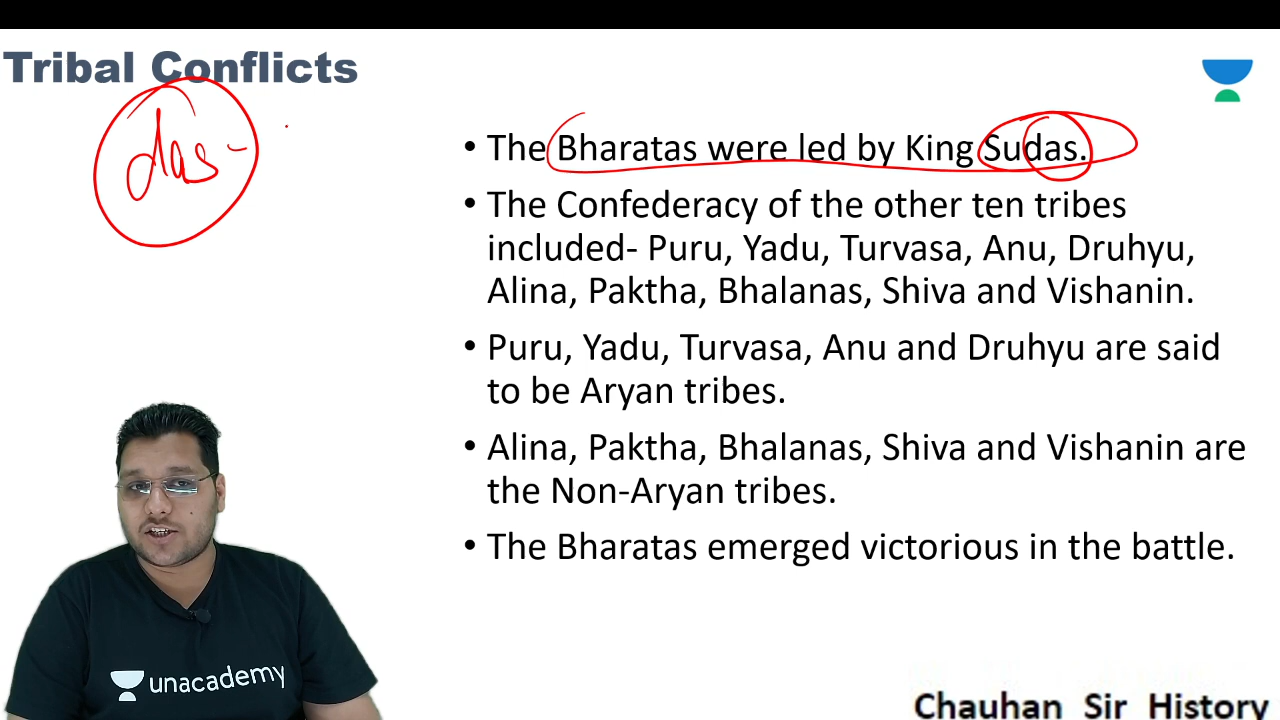 Tribal Conflicts
das-
• The Bharatas were led by King Sudas.
• The Confederacy of the other ten tribes
included- Puru, Yadu, Turvasa, Anu, Druhyu,
Alina, Paktha, Bhalanas, Shiva and Vishanin.
• Puru, Yadu, Turvasa, Anu and Druhyu are said
to be Aryan tribes.
• Alina, Paktha, Bhalanas, Shiva and Vishanin are
the Non-Aryan tribes.
• The Bharatas emerged victorious in the battle.
unacademy
Chauhan Sir History